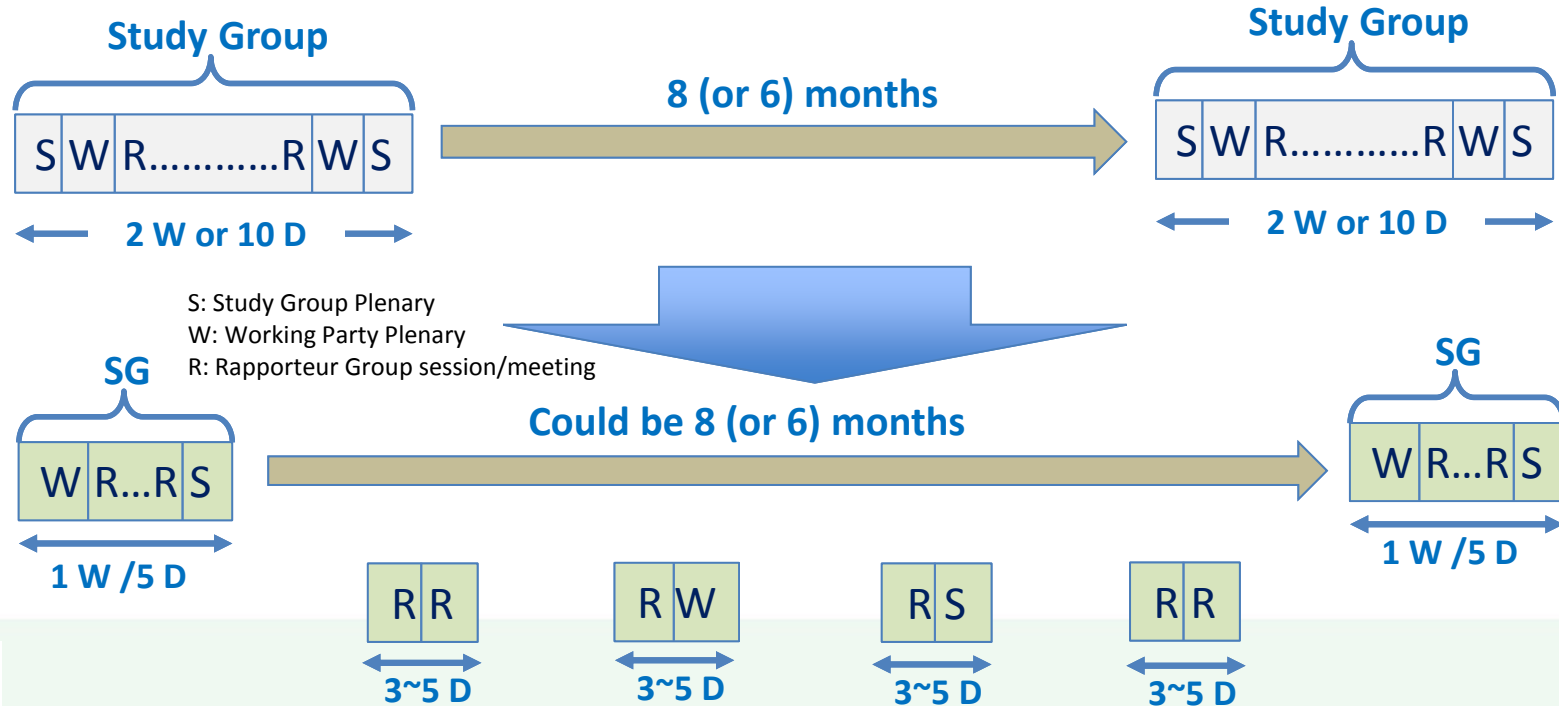 Study Group
Study Group
8 (or 6) months
S W R............R W S
S W R............R W S
2 W or 10 D
2 W or 10 D
S: Study Group Plenary
W: Working Party Plenary
R: Rapporteur Group session/meeting
SG
SG
Could be 8 (or 6) months
W R...R S
W R...R S
1 W /5 D
1 W /5 D
R R
R W
R S
R R
3~5 D
3~5 D
3~5 D
3~5 D